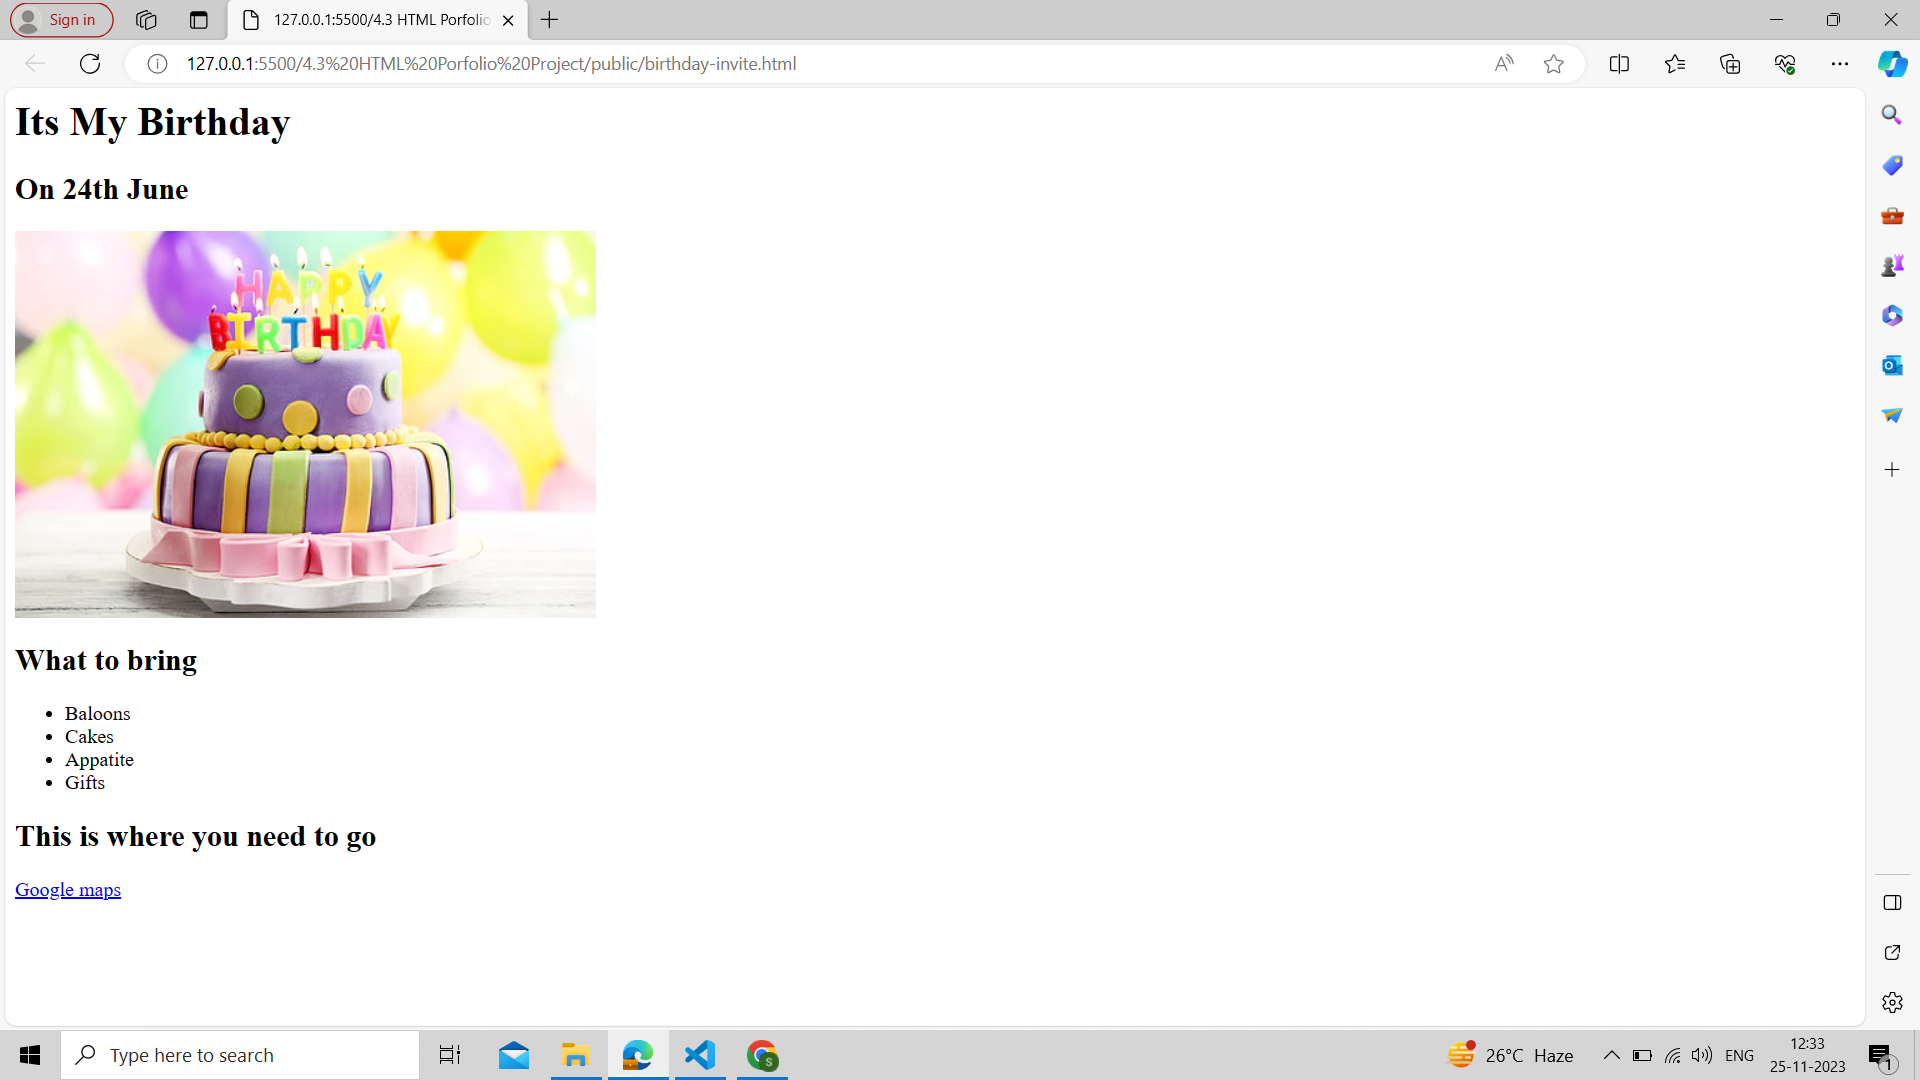 Sign in
127.0.0.1:5500/4.3 HTML Porfolio
127.0.0.1:5500/4.3%20HTML%20Porfolio%20Project/public/birthday-invite.html
Its My Birthday
On 24th June
HAPPY
BIRTHDAY
What to bring
Baloons
Cakes
Appatite
Gifts
This is where you need to go
Google maps
Type here to search
S
26°C Haze
ENG
12:33
25-11-2023
1